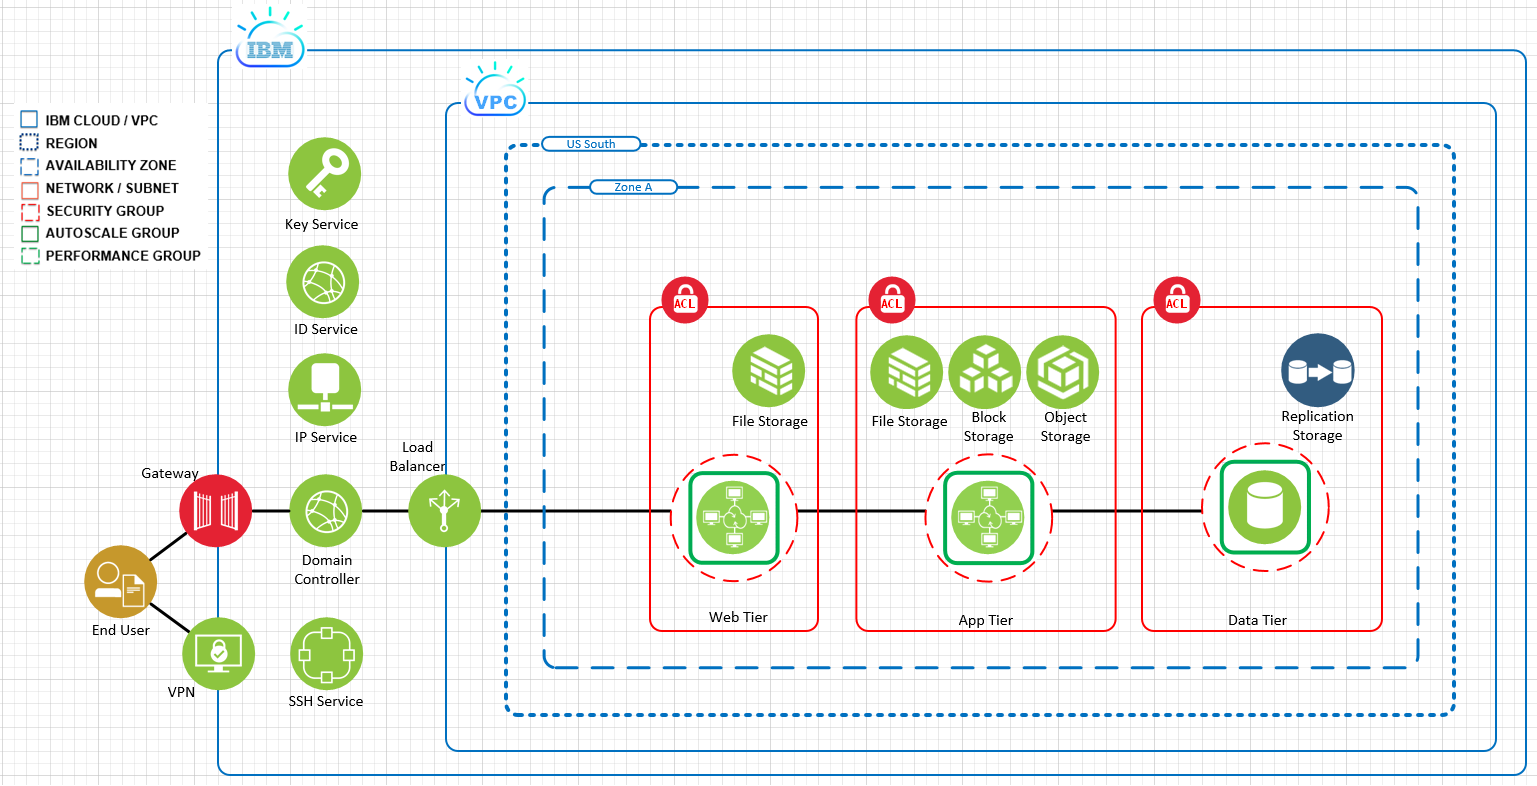 IBM
VPC
IBM CLOUD / VPC
REGION
AVAILABILITY ZONE
NETWORK / SUBNET
SECURITY GROUP
AUTOSCALE GROUP
PERFORMANCE GROUP
US South
Zone A
Key Service
ID Service
IP Service
Load
Balancer
Gateway
Domain
Controller
End User
VPN
SSH Service
ACL
File Storage
Web Tier
ACL
File Storage
Block
Storage
Object
Storage
App Tier
ACL
Replication
Storage
Data Tier